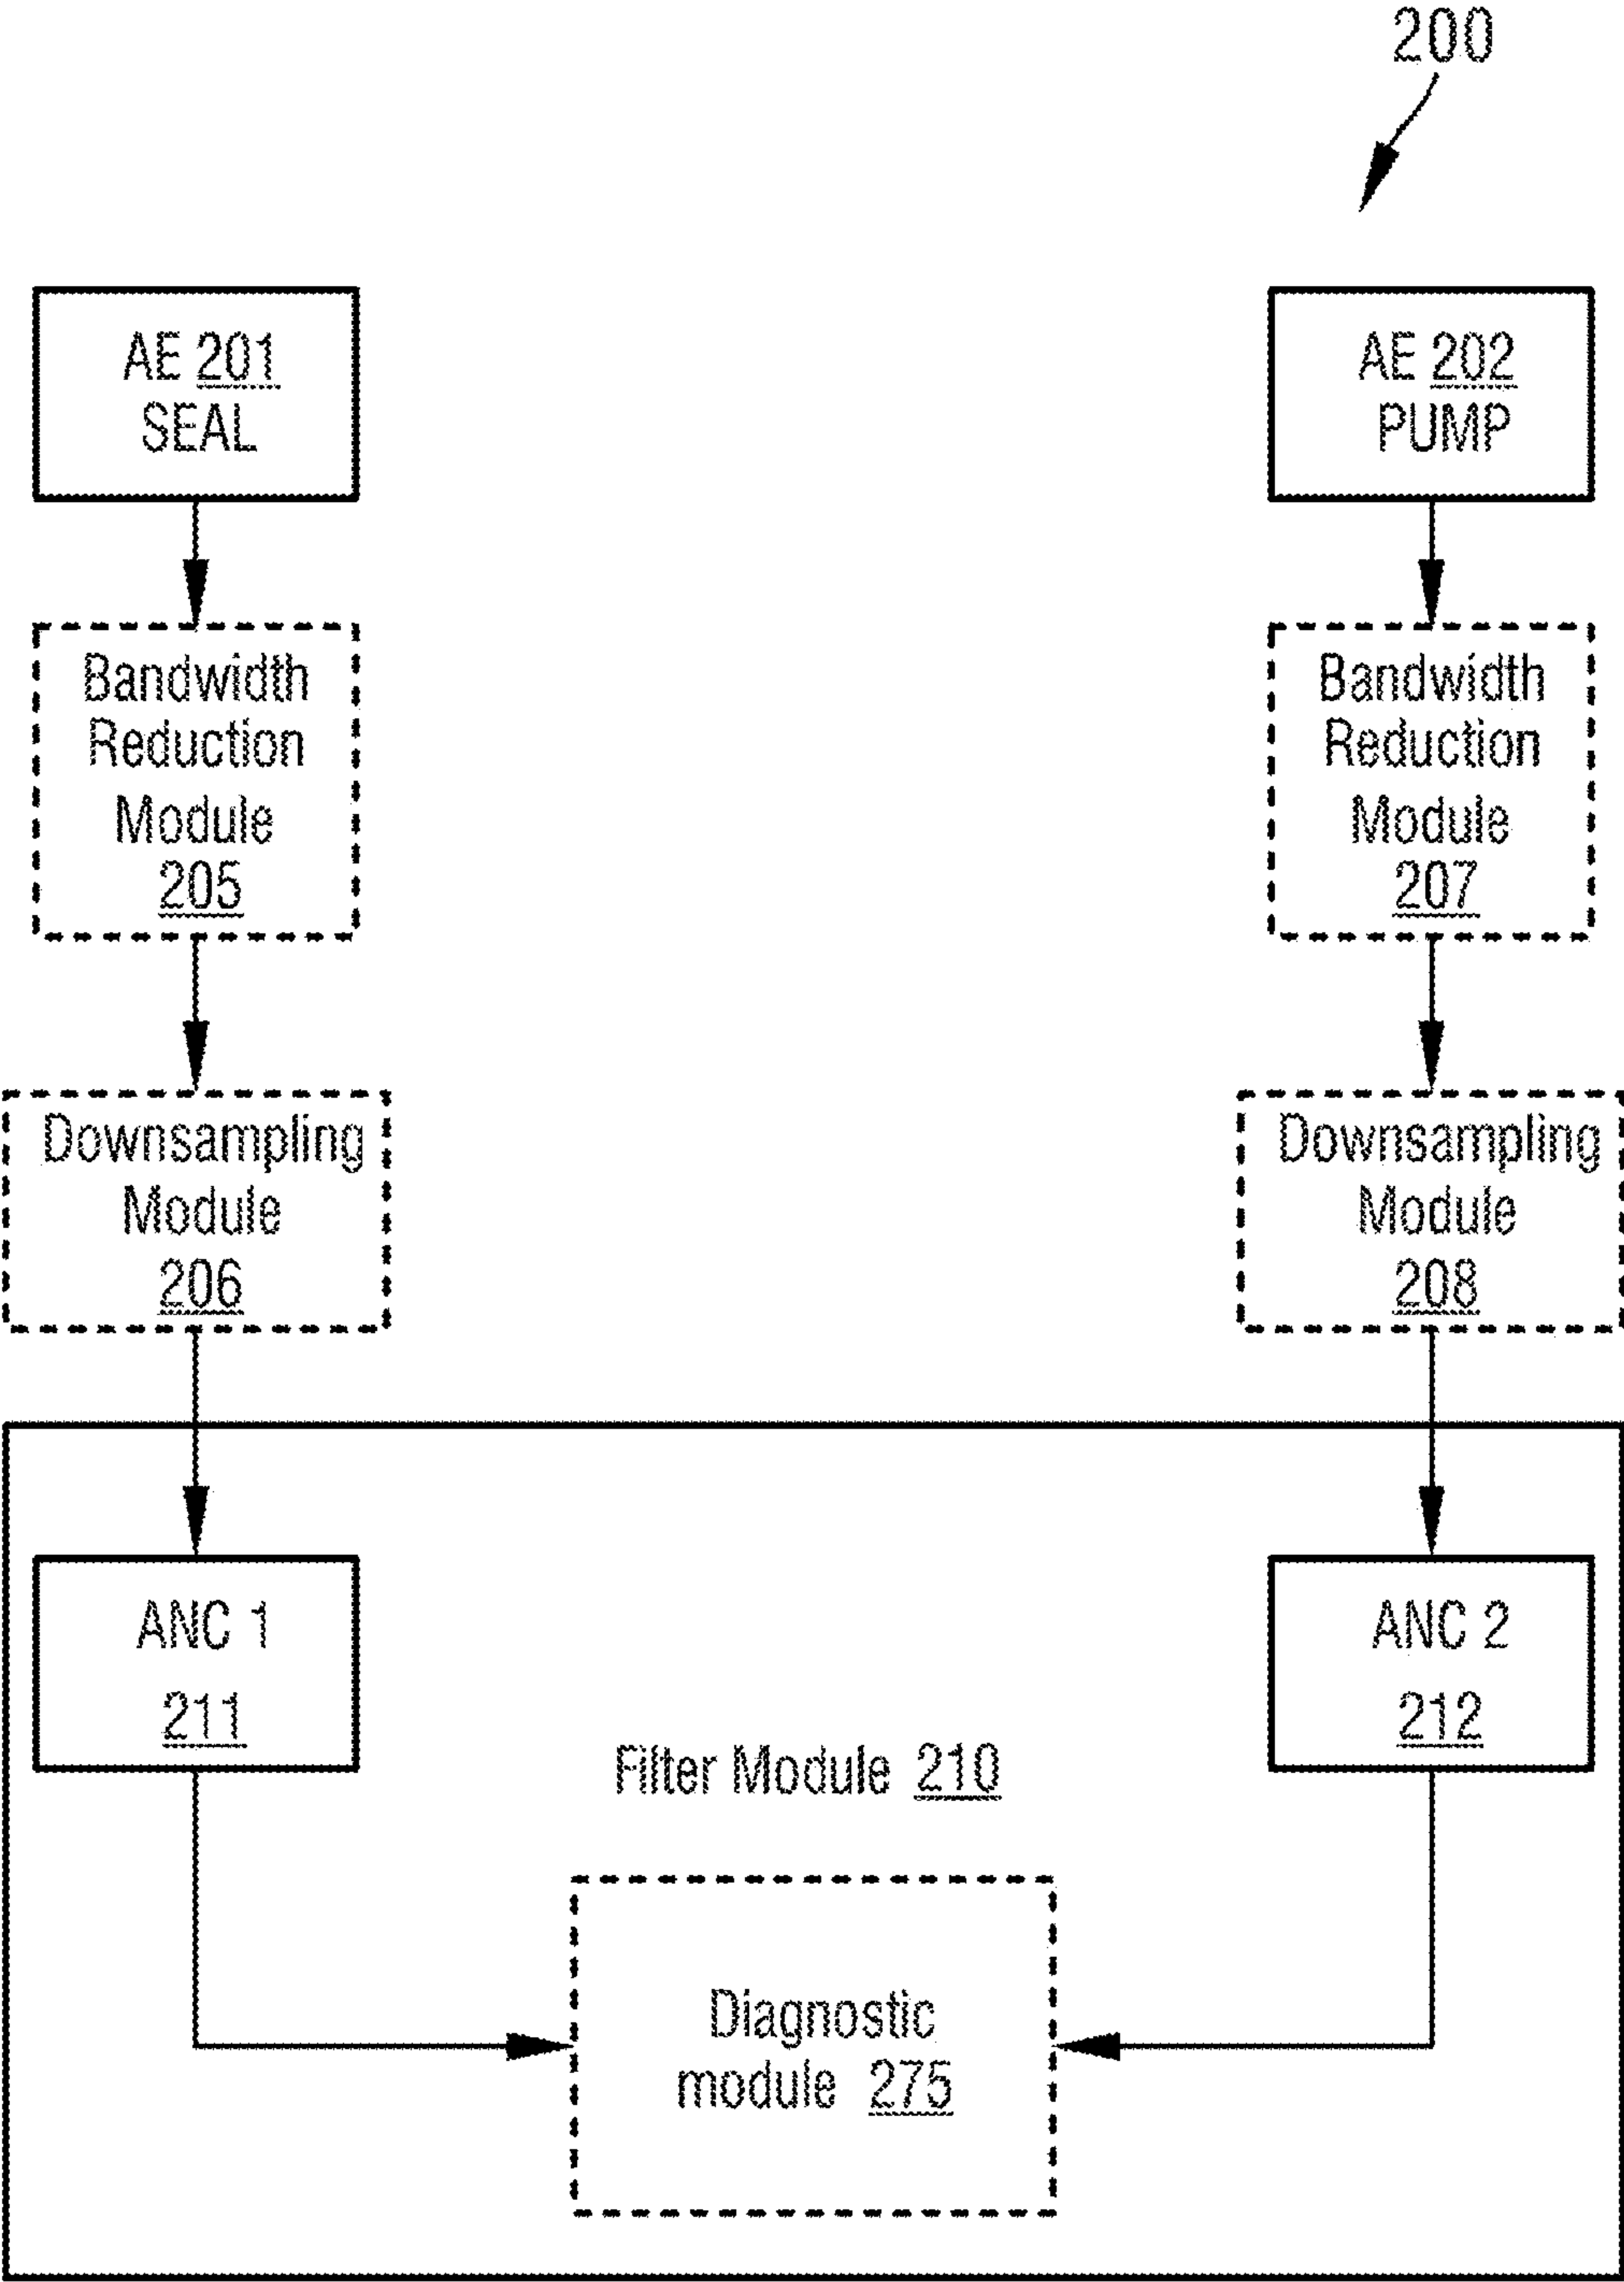 200
AE 201
SEAL
AE 202
PUMP
Bandwidth
Reduction
Module
205
Bandwidth
Reduction
Module
207
Downsampling
Module
206
Downsampling
Module
208
ANC 1
211
ANC 2
212
Filter Module 210
Diagnostic
module 275